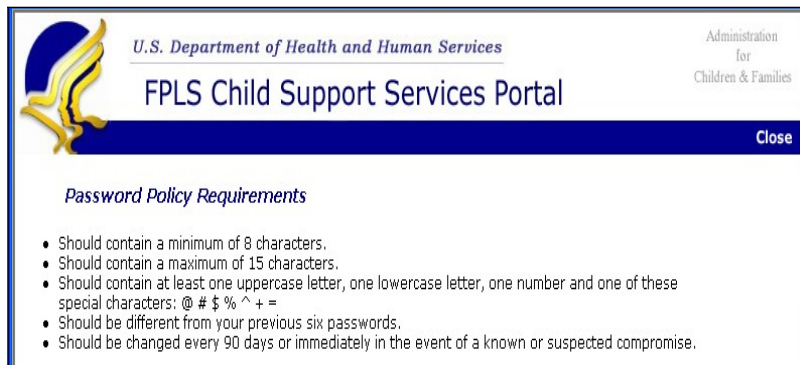 U.S. Department of Health and Human Services
Administration
for
Children & Families
FPLS Child Support Services Portal
Close
Password Policy Requirements
• Should contain a minimum of 8 characters.
• Should contain a maximum of 15 characters.
• Should contain at least one uppercase letter, one lowercase letter, one number and one of these
special characters: @ # $ % ^ + =
• Should be different from your previous six passwords.
• Should be changed every 90 days or immediately in the event of a known or suspected compromise.